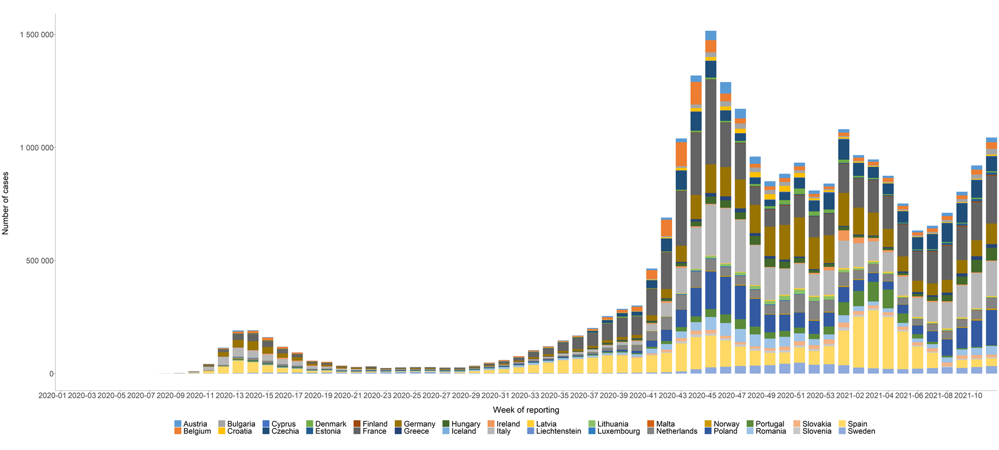 1 500 000
1 000 000
500 000
0
Number of cases
2020-01 2020-03 2020-05 2020-07 2020-09 2020-11 2020-13 2020-15 2020-17 2020-19 2020-21 2020-23 2020-25 2020-27 2020-29 2020-31 2020-33 2020-35 2020-37 2020-39 2020-41 2020-43 2020-45 2020-47 2020-49 2020-51 2020-53 2021-02 2021-04 2021-06 2021-08 2021-10
Week of reporting
Austria Bulgaria Cyprus Denmark Finland Germany Hungary Ireland Latvia Lithuania Malta Norway Portugal Slovakia Spain
Belgium Croatia Czechia Estonia France Greece Iceland Italy Liechtenstein Luxembourg Netherlands Poland Romania Slovenia Sweden